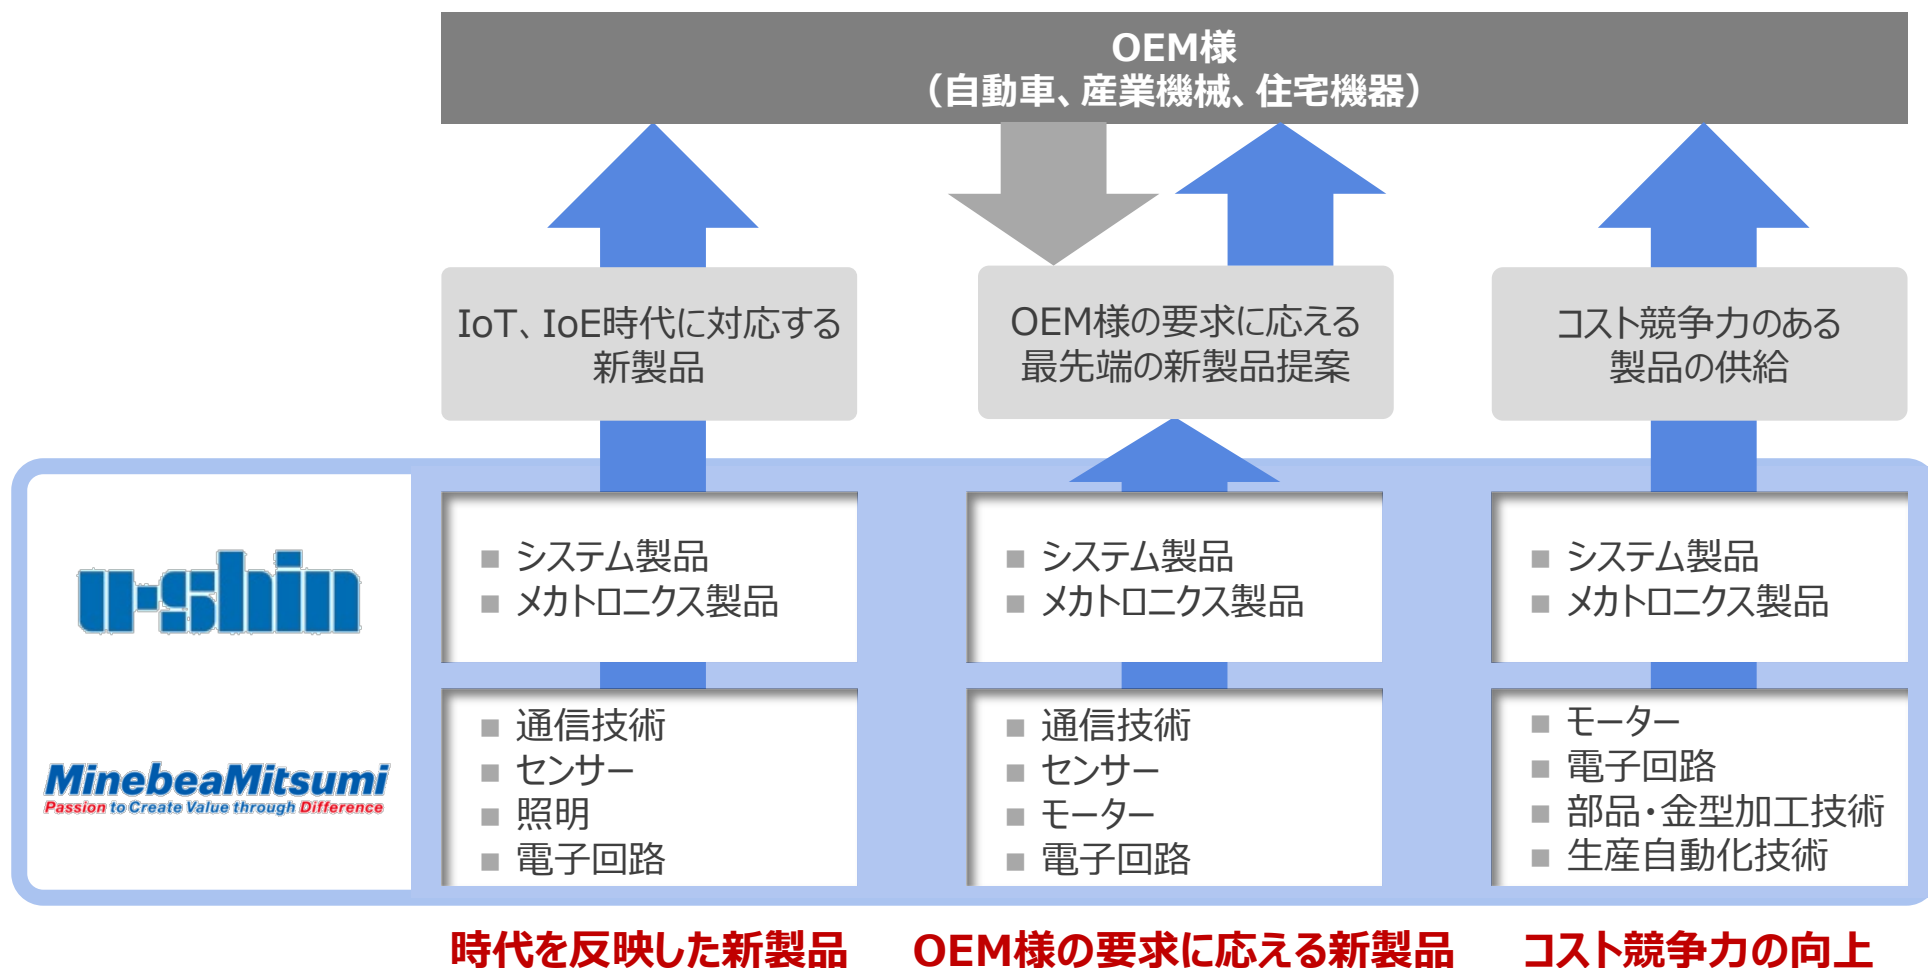 OEM様
（自動車、産業機械、住宅機器）
IoT、IoE時代に対応する
新製品
OEM様の要求に応える
最先端の新製品提案
コスト競争力のある
製品の供給
u-shin
■ システム製品
■ メカトロニクス製品
■ システム製品
■ メカトロニクス製品
■ システム製品
■ メカトロニクス製品
MinebeaMitsumi
Passion to Create Value through Difference
■ 通信技術
■ センサー
■ 照明
■ 電子回路
■ 通信技術
■ センサー
■ モーター
■ 電子回路
■ モーター
■ 電子回路
■ 部品・金型加工技術
■ 生産自動化技術
時代を反映した新製品
OEM様の要求に応える新製品
コスト競争力の向上